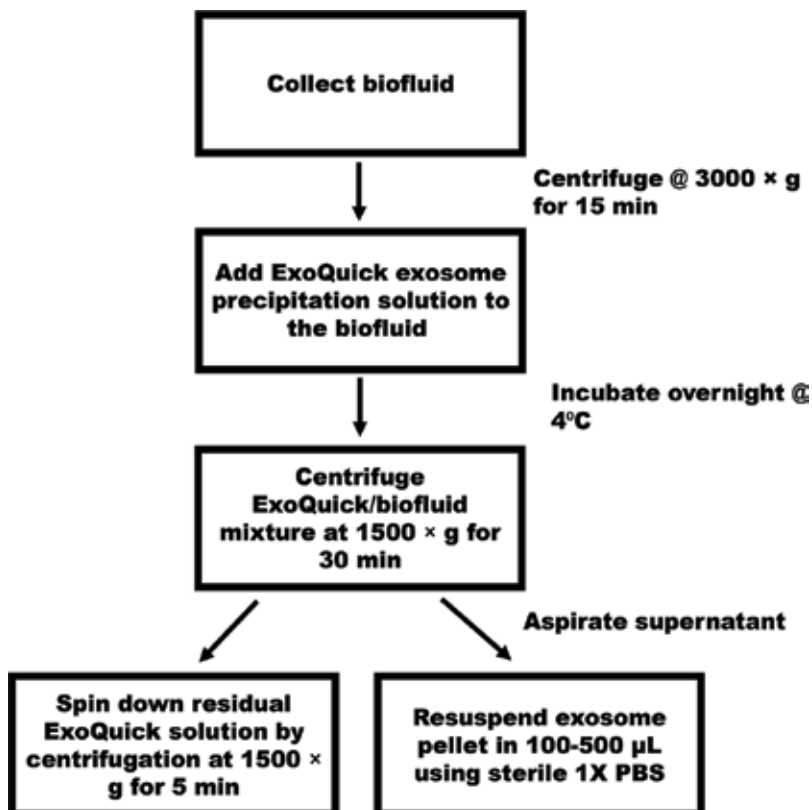 Collect biofluid
Centrifuge @ 3000 × g
for 15 min
Add ExoQuick exosome
precipitation solution to
the biofluid
Incubate overnight @
4⁰C
Centrifuge
ExoQuick/biofluid
mixture at 1500 × g for
30 min
Aspirate supernatant
Spin down residual
ExoQuick solution by
centrifugation at 1500 ×
g for 5 min
Resuspend exosome
pellet in 100-500 µL
using sterile 1X PBS